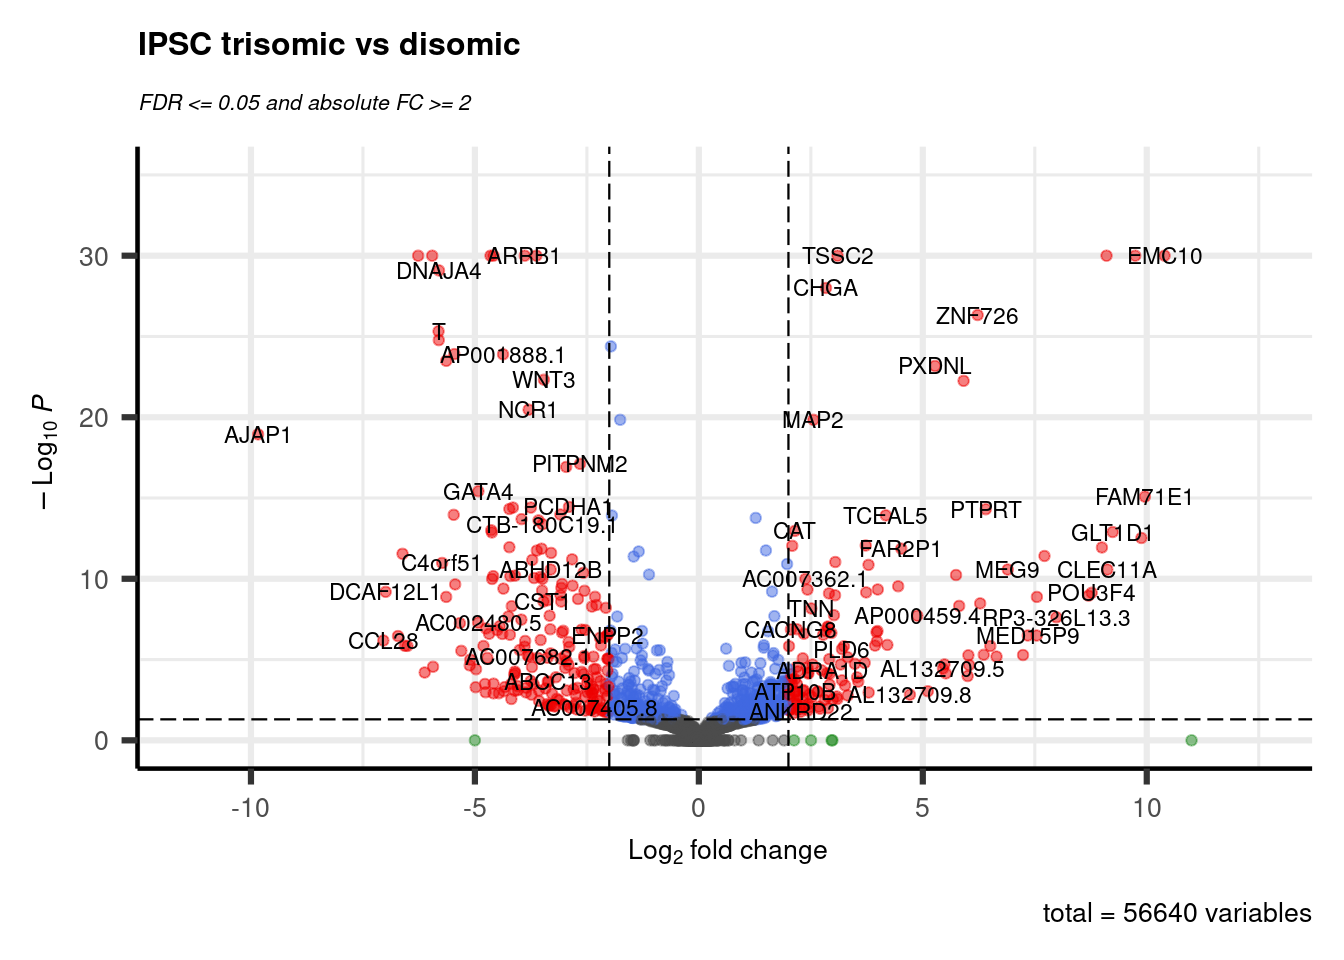 IPSC trisomic vs disomic
FDR <= 0.05 and absolute FC >= 2
30
20
10
0
-10
-5
0
5
10
− Log10 P
Log2 fold change
total = 56640 variables
ARRB1
TSSC2
EMC10
DNAJA4
CHGA
ZNF726
T
AP001888.1
PXDNL
WNT3
NCR1
MAP2
AJAP1
PITPNM2
GATA4
FAM71E1
PCDHA1
PTPRT
TCEAL5
CTB-180C19.1
CAT
GLT1D1
FAR2P1
C4orf51
ABHD12B
MEG9
CLEC11A
AC007362.1
DCAF12L1
POU3F4
CST1
TNN
AP000459.4
RP3-326L13.3
AC002480.5
CACNG8
ENPP2
MED15P9
CCL28
PLD6
AC007682.1
ADRA1D
AL132709.5
ABCC13
ATP10B
AL132709.8
AC007405.8
ANKRD22